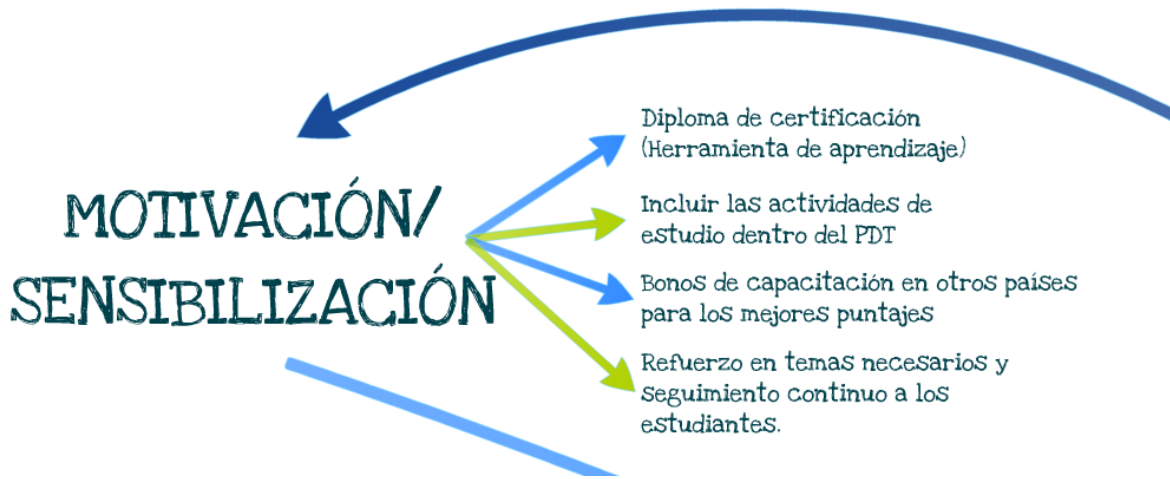 MOTIVACIÓN/
SENSIBILIZACIÓN
Diploma de certificación
(Herramienta de aprendizaje)
Incluir las actividades de
estudio dentro del PDT
Bonos de capacitación en otros países
para los mejores puntajes
Refuerzo en temas necesarios y
seguimiento continuo a los
estudiantes.